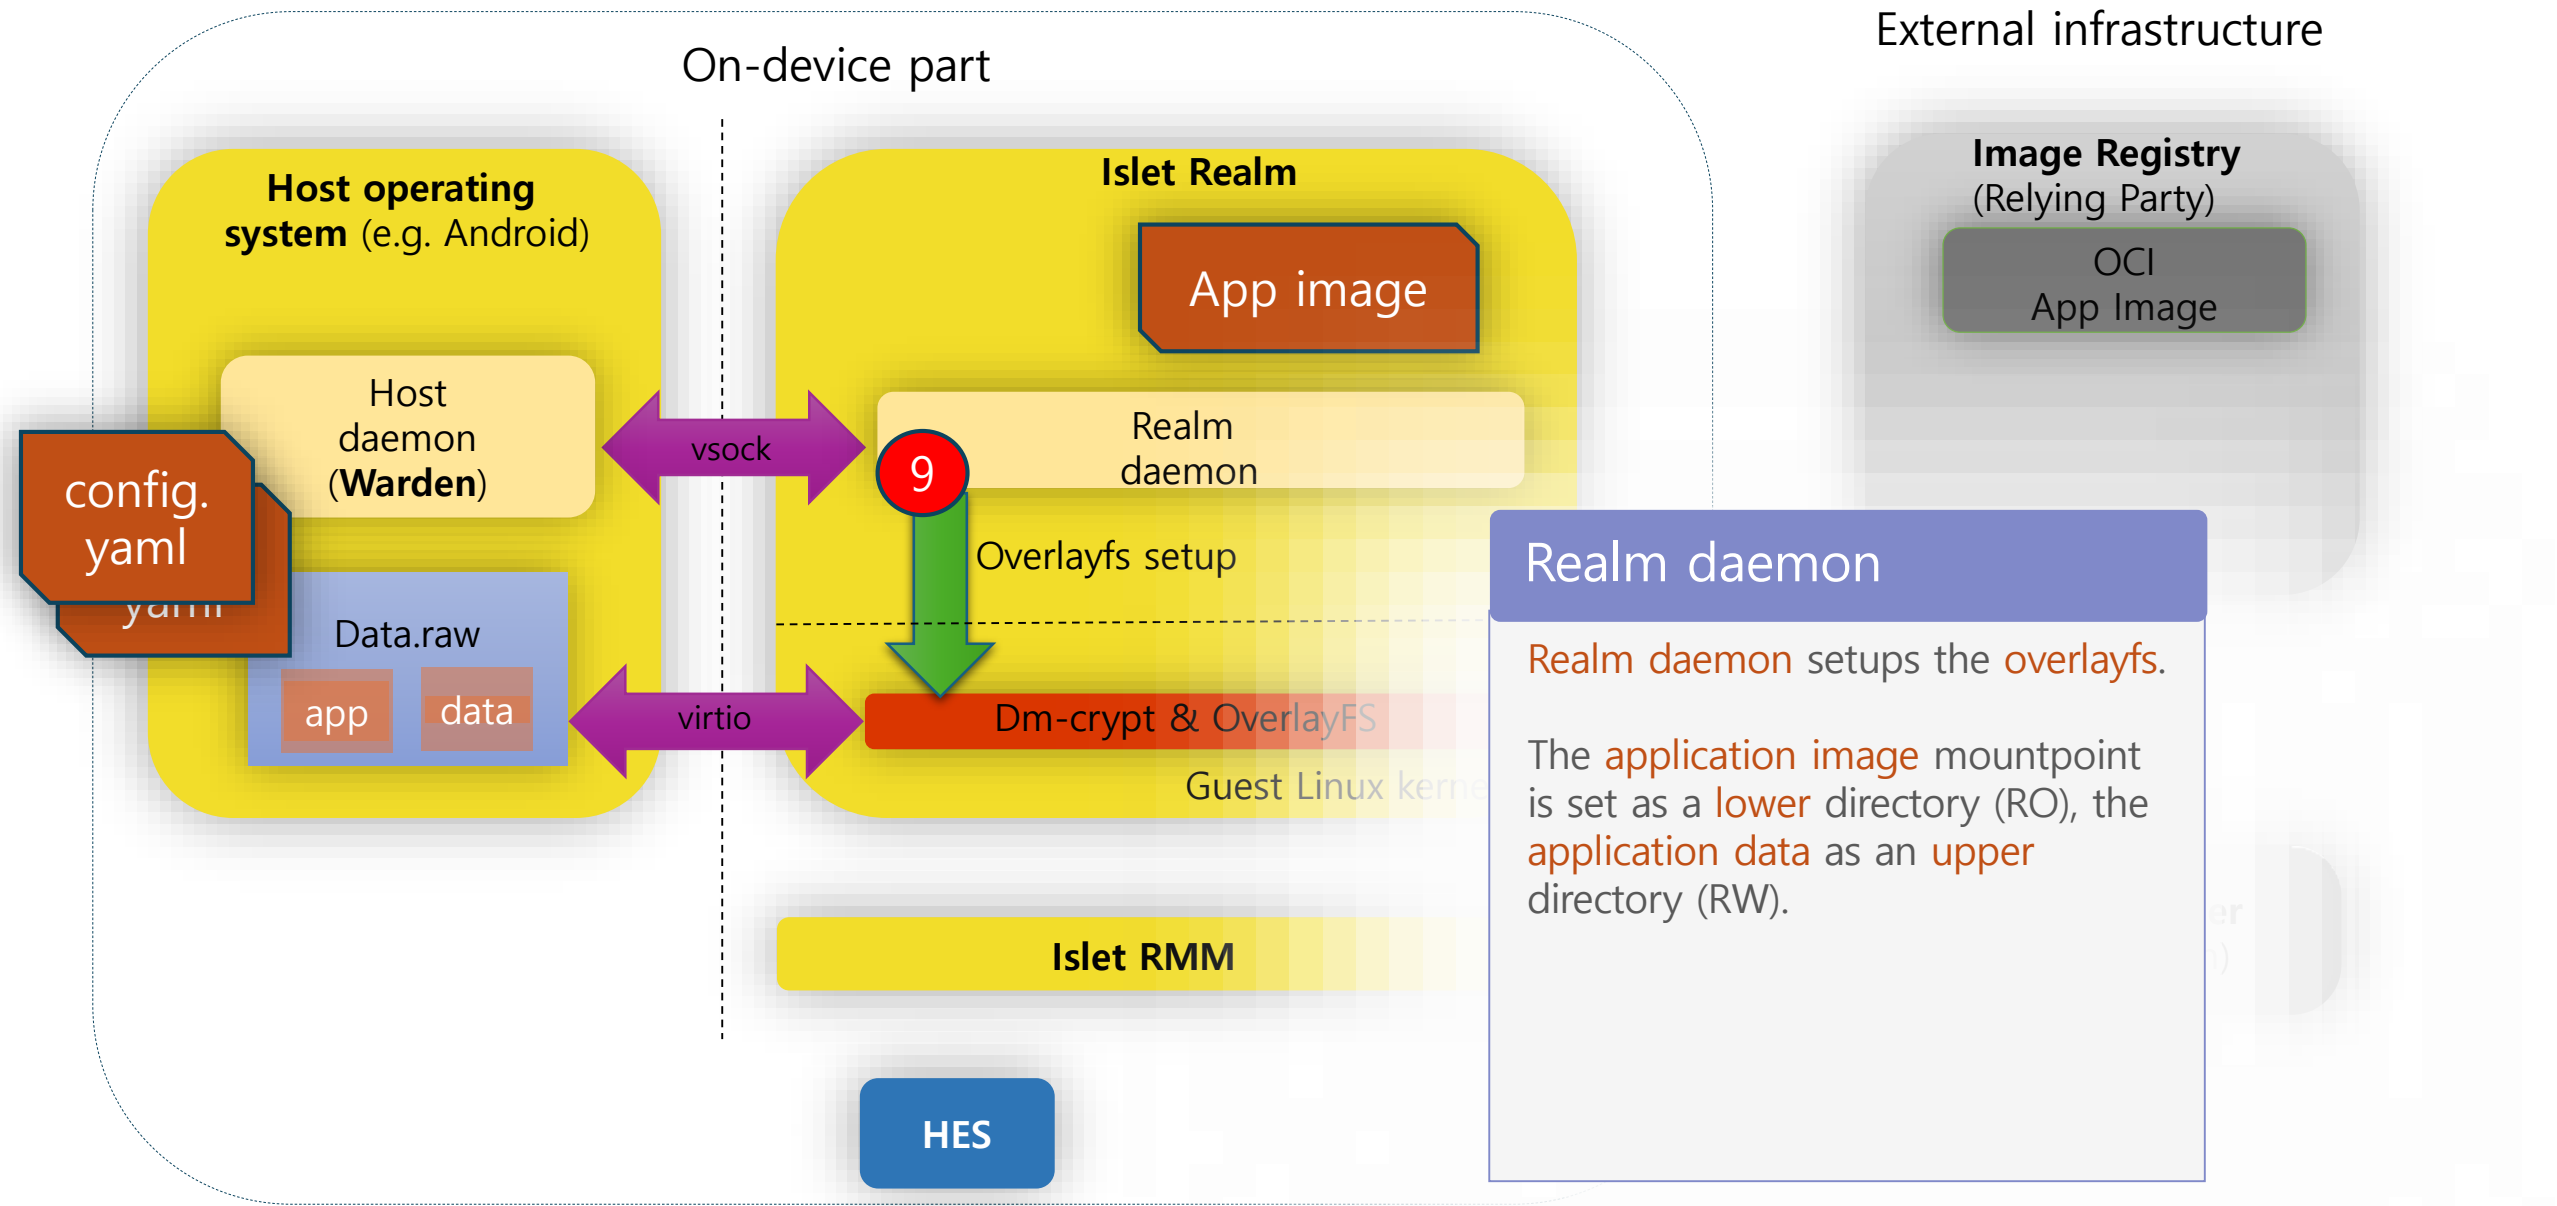 On-device part
External infrastructure
Host operating
system (e.g. Android)
Host
daemon
(Warden)
config.
yaml
yaml
Data.raw
app
data
vsock
virtio
Islet Realm
App image
Realm
daemon
9
Overlayfs setup
Dm-crypt & OverlayFS
Guest Linux kerne
Islet RMM
HES
Image Registry
(Relying Party)
OCI
App Image
Realm daemon
Realm daemon setups the overlayfs.
The application image mountpoint
is set as a lower directory (RO), the
application data as an upper
directory (RW).
er
)